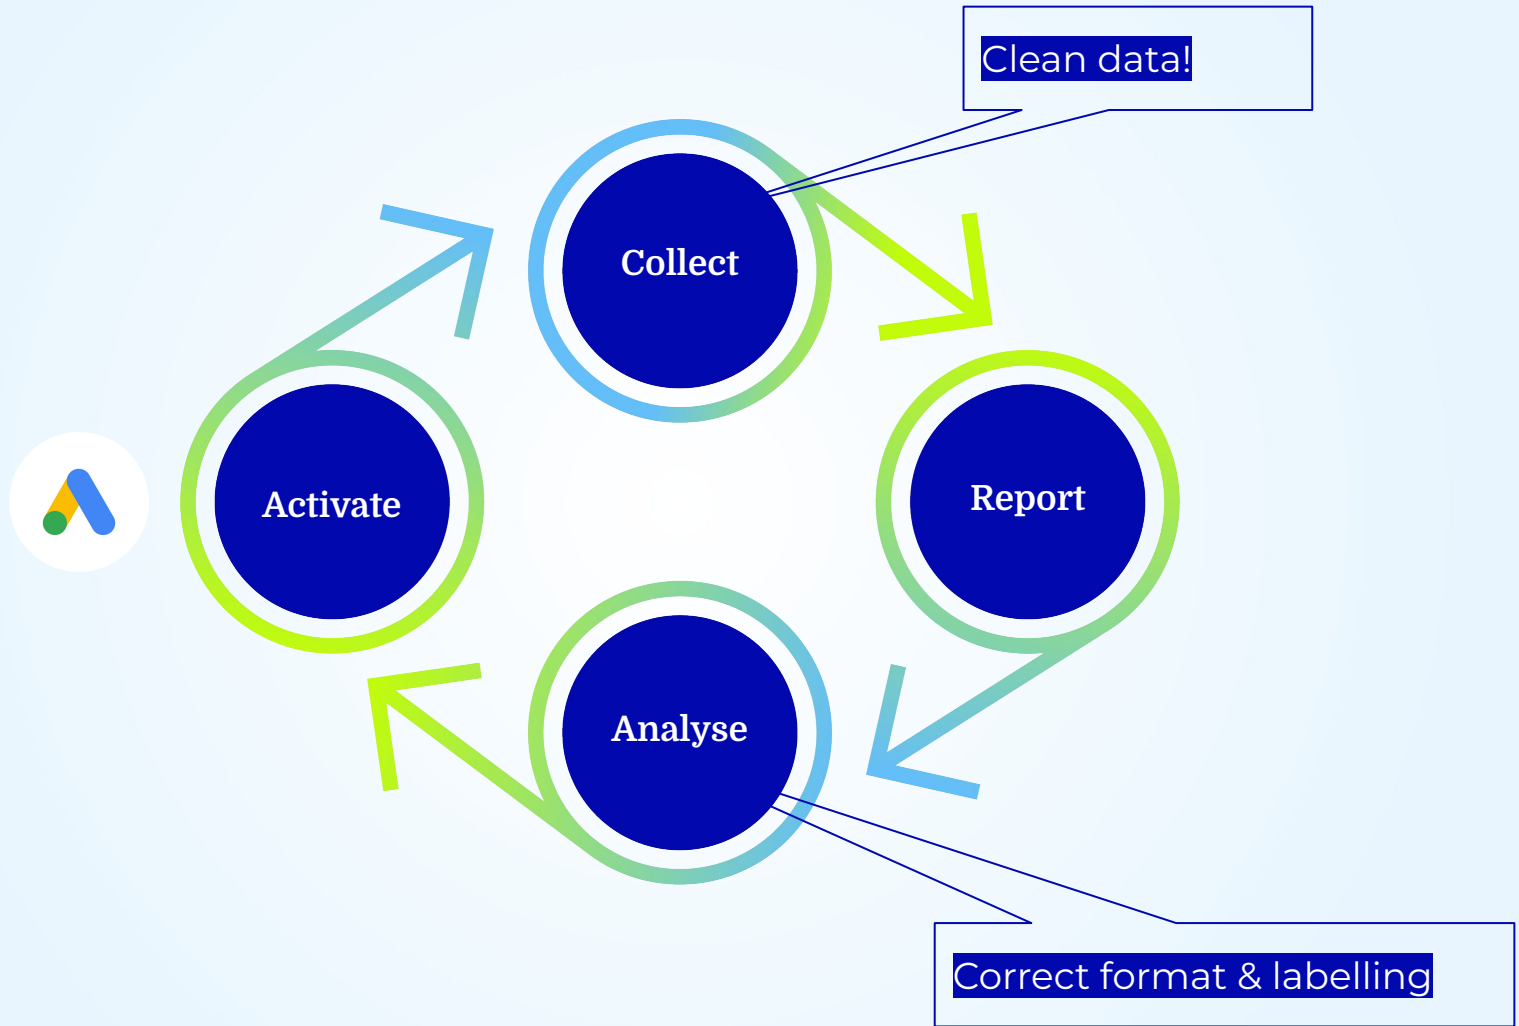 Clean data!
Collect
Activate
Report
Analyse
Correct format & labelling